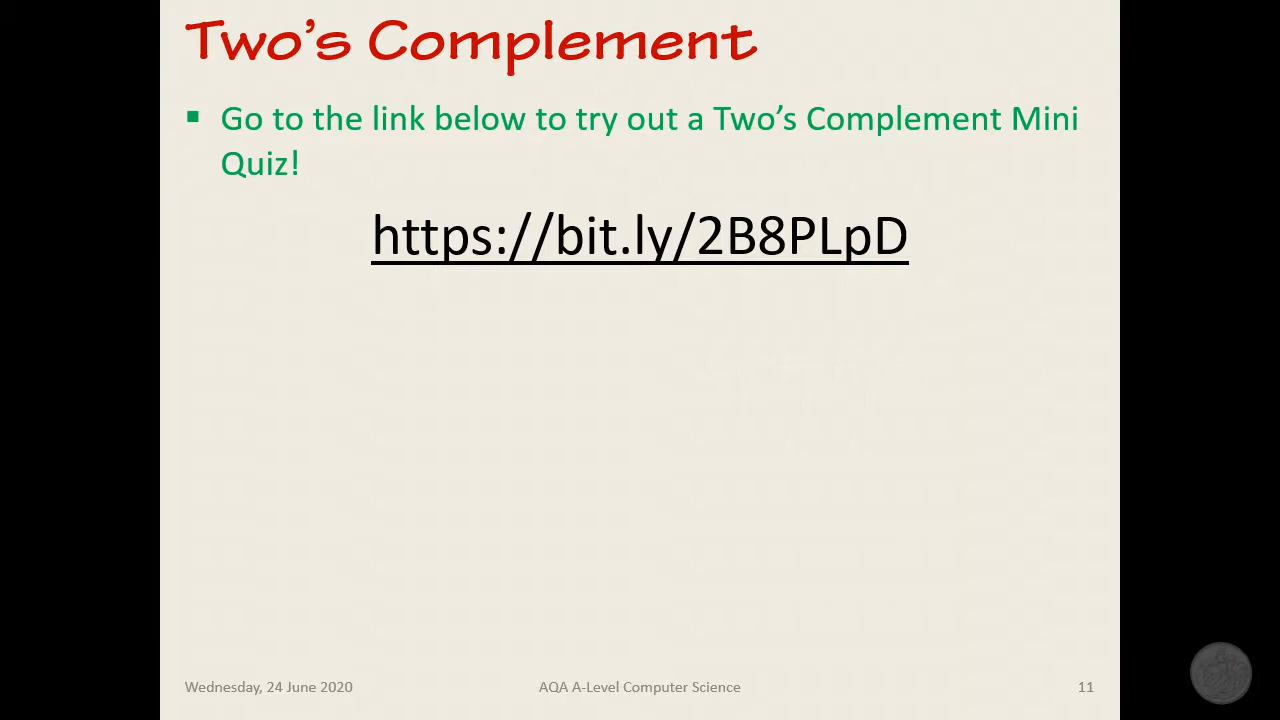 Two's Complement
Go to the link below to try out a Two's Complement Mini
Quiz!
https://bit.ly/2B8PLpD
Wednesday, 24 June 2020
AQA A-Level Computer Science
11